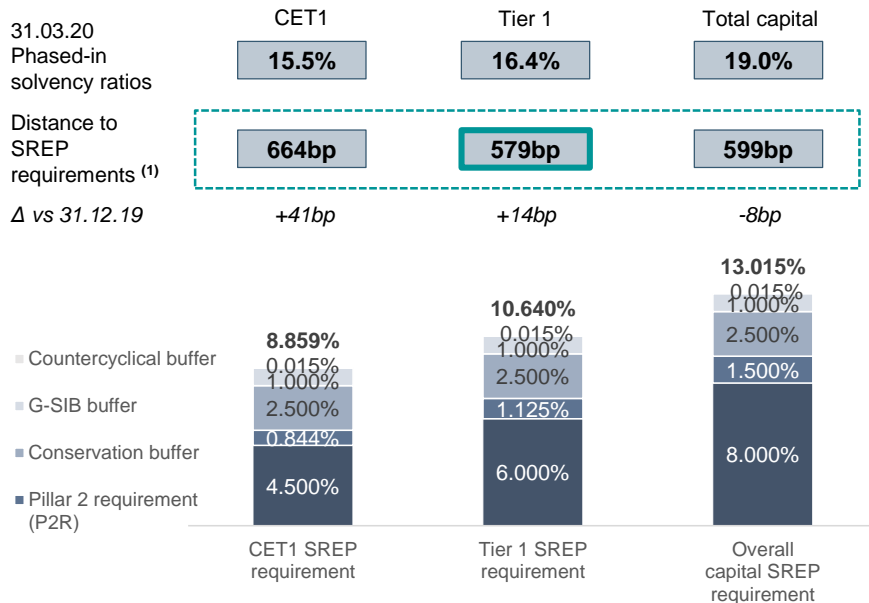 CET1 Tier 1 Total capital
31.03.20
Phased-in
solvency ratios
15.5% 16.4% 19.0%
Distance to
SREP
requirements (1)
664bp 579bp 599bp
Δ vs 31.12.19 +41bp +14bp -8bp
8.859% 10.640% 13.015%
0.015% 0.015% 0.015%
1.000% 1.000% 1.000%
2.500% 2.500% 2.500%
0.844% 1.125% 1.500%
4.500% 6.000% 8.000%
Countercyclical buffer
G-SIB buffer
Conservation buffer
Pillar 2 requirement
(P2R)
CET1 SREP
requirement
Tier 1 SREP
requirement
Overall
capital SREP
requirement